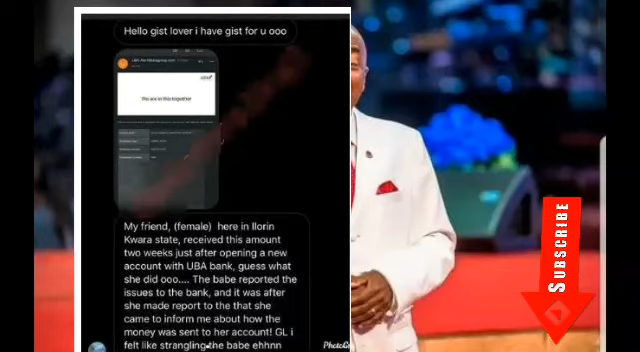 Hello gist lover i have gist for u ooo
We are in this together
My friend, (female) here in Ilorin
Kwara state, received this amount
two weeks just after opening a new
account with UBA bank, guess what
she did ooo.... The babe reported the
issues to the bank, and it was after
she made report to the that she
came to inform me about how the
money was sent to her account! GL i
felt like strangling the babe ehhnn
SUBSCRIBE